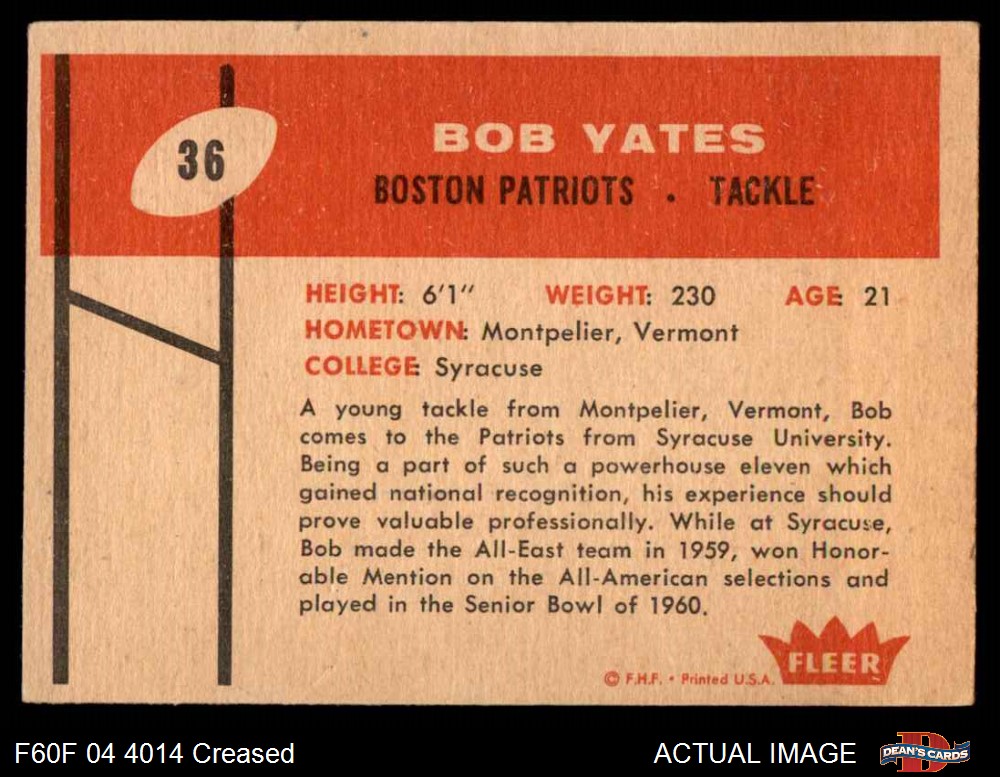 36
BOB YATES
BOSTON PATRIOTS • TACKLE
HEIGHT: 6'1" WEIGHT: 230 AGE: 21
HOMETOWN: Montpelier, Vermont
COLLEGE: Syracuse
A young tackle from Montpelier, Vermont, Bob
comes to the Patriots from Syracuse University.
Being a part of such a powerhouse eleven which
gained national recognition, his experience should
prove valuable professionally. While at Syracuse,
Bob made the All-East team in 1959, won Honor-
able Mention on the All-American selections and
played in the Senior Bowl of 1960.
FLEER
© F.H.F. • Printed U.S.A.
F60F 04 4014 Creased
ACTUAL IMAGE
DEAN'S CARDS